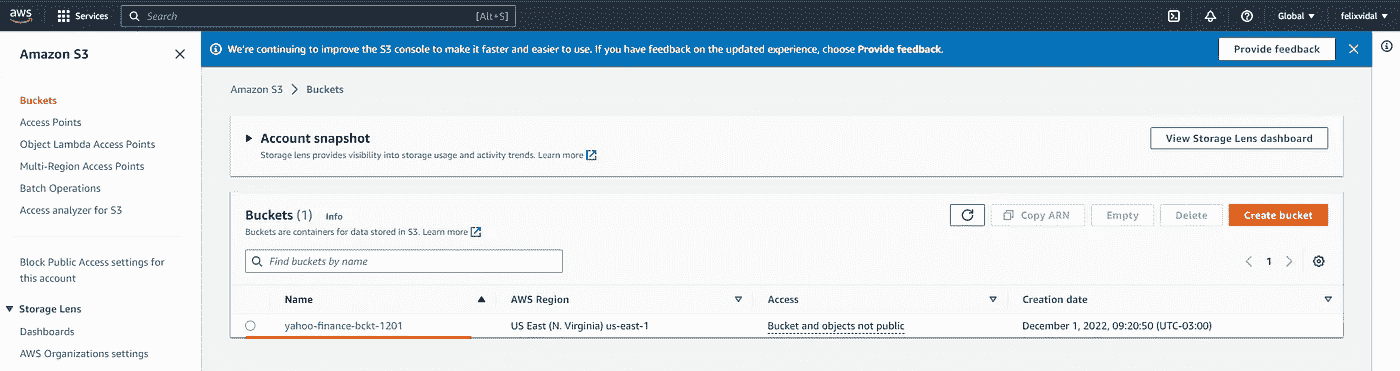 aws Services Search [Alt+S] Global felixvidal
Amazon S3
Buckets
Access Points
Object Lambda Access Points
Multi-Region Access Points
Batch Operations
Access analyzer for S3
Block Public Access settings for
this account
Storage Lens
Dashboards
AWS Organizations settings
We're continuing to improve the S3 console to make it faster and easier to use. If you have feedback on the updated experience, choose Provide feedback.
Provide feedback
Amazon S3 > Buckets
Account snapshot
Storage lens provides visibility into storage usage and activity trends. Learn more
View Storage Lens dashboard
Buckets (1) Info
Buckets are containers for data stored in S3. Learn more
Copy ARN Empty Delete Create bucket
Find buckets by name
1
Name AWS Region Access Creation date
yahoo-finance-bckt-1201 US East (N. Virginia) us-east-1 Bucket and objects not public December 1, 2022, 09:20:50 (UTC-03:00)